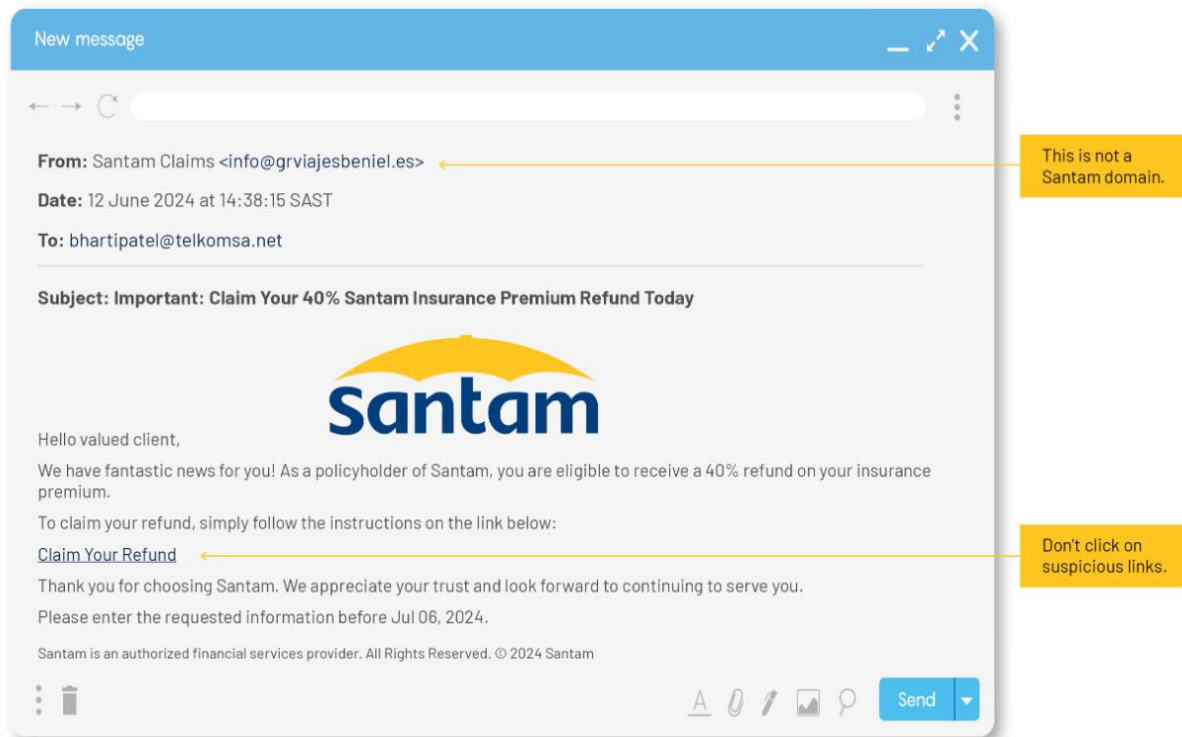 New message
From: Santam Claims <info@grviajesbeniel.es>
This is not a
Santam domain.
Date: 12 June 2024 at 14:38:15 SAST
To: bhartipatel@telkomsa.net
Subject: Important: Claim Your 40% Santam Insurance Premium Refund Today
santam
Hello valued client,
We have fantastic news for you! As a policyholder of Santam, you are eligible to receive a 40% refund on your insurance
premium.
To claim your refund, simply follow the instructions on the link below:
Claim Your Refund
Don't click on
suspicious links.
Thank you for choosing Santam. We appreciate your trust and look forward to continuing to serve you.
Please enter the requested information before Jul 06, 2024.
Santam is an authorized financial services provider. All Rights Reserved. © 2024 Santam
A
Send